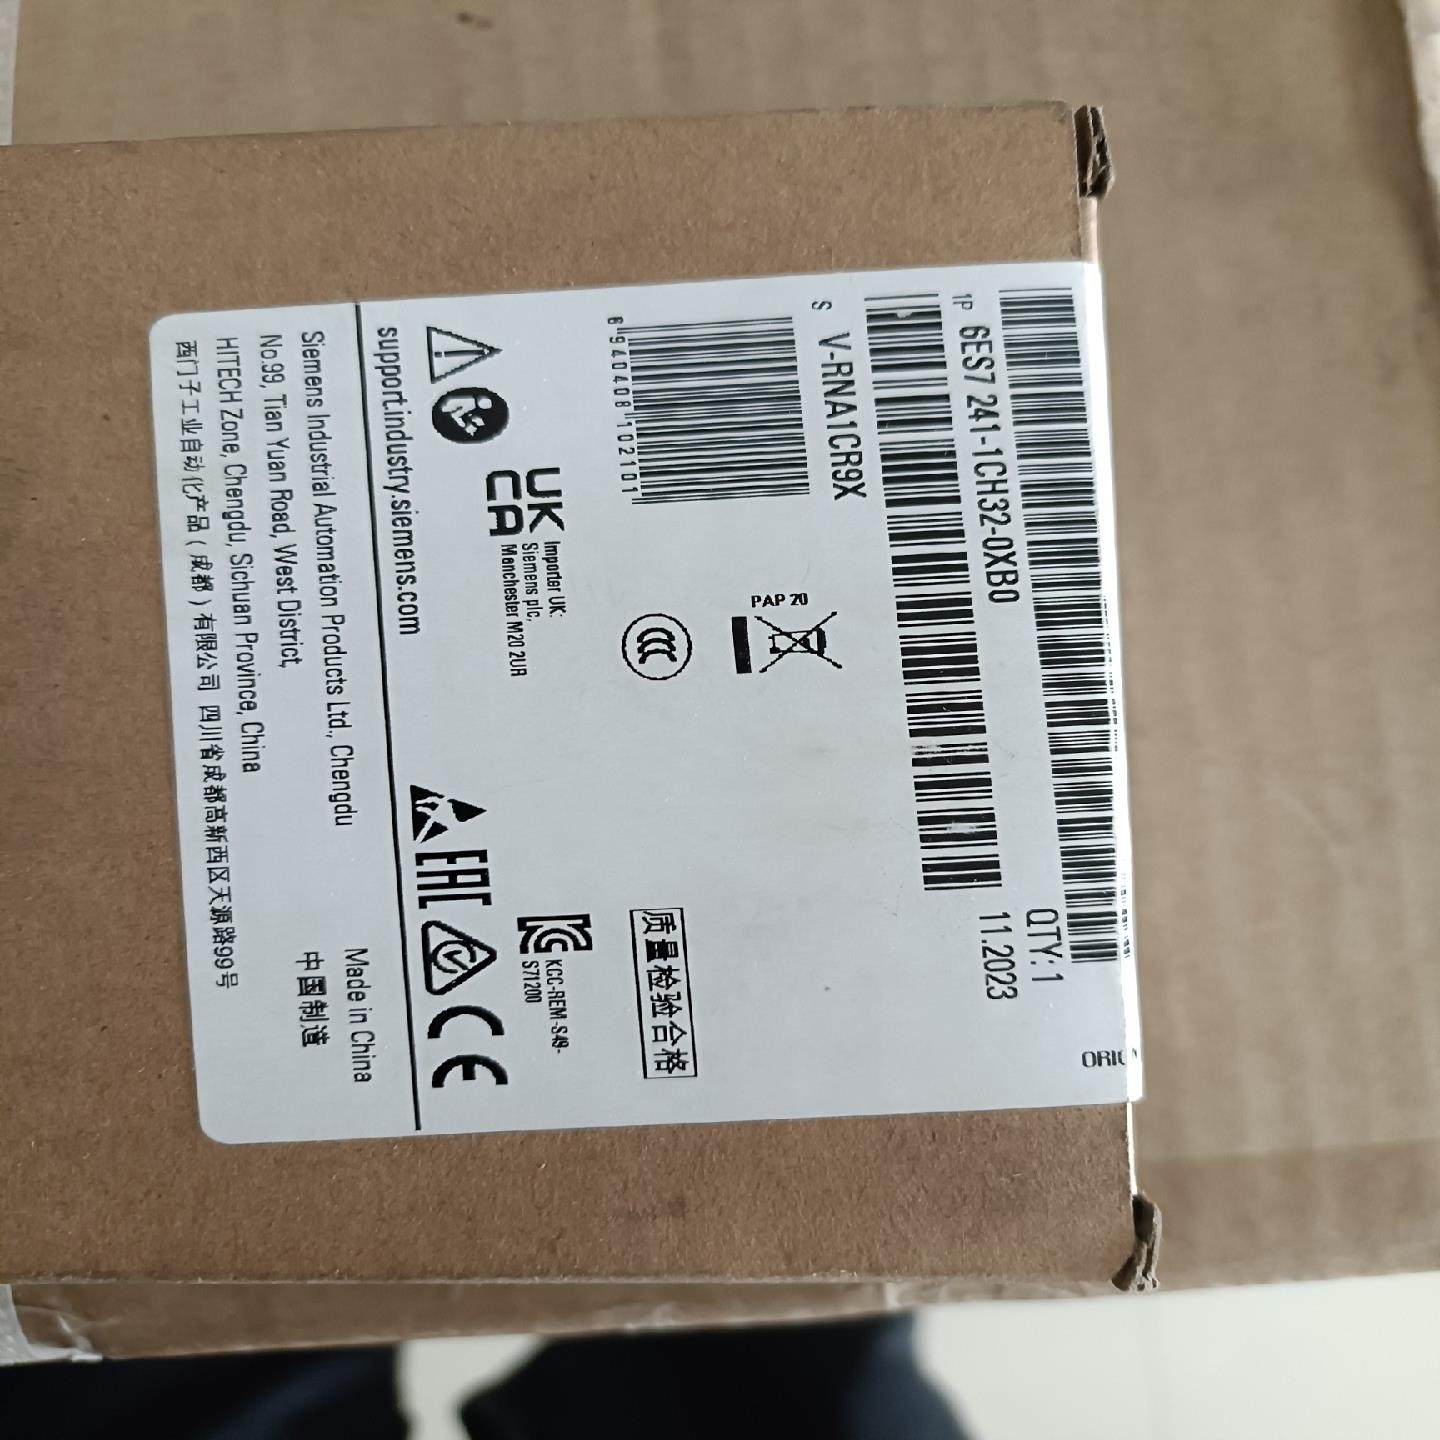 1P 6ES7 241-1CH32-0XB0
QTY: 1
11.2023
S V-RNA1CR9X
PAP 20
6940408102101
质量检验合格
UK
CA
Importer UK:
Siemens plc,
Manchester M20 2UR
KCC-REM-S49-
S71200
EAC
CE
support.industry.siemens.com
Siemens Industrial Automation Products Ltd., Chengdu
No.99, Tian Yuan Road, West District,
HITECH Zone, Chengdu, Sichuan Province, China
西门子工业自动化产品(成都)有限公司 四川省成都高新西区天源路99号
Made in China
中国制造